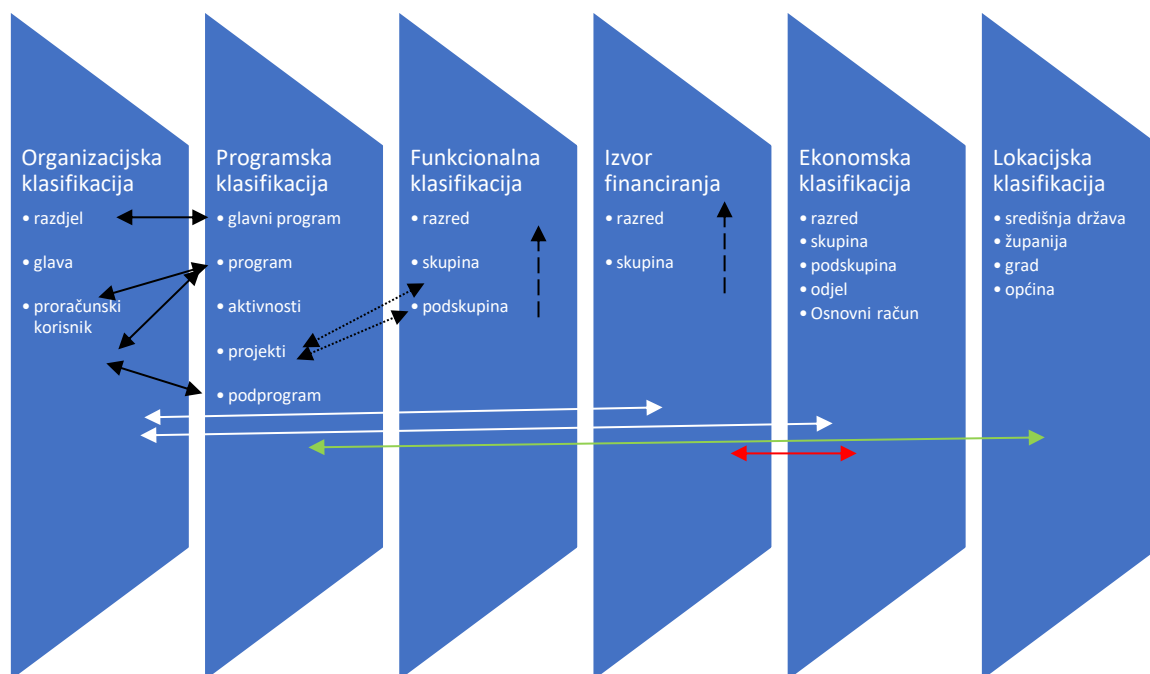 Organizacijska
klasifikacija
• razdjel
• glava
• proračunski
korisnik
Programska
klasifikacija
• glavni program
• program
• aktivnosti
• projekti
• podprogram
Funkcionalna
klasifikacija
• razred
• skupina
• podskupina
Izvor
financiranja
• razred
• skupina
Ekonomska
klasifikacija
• razred
• skupina
• podskupina
• odjel
• Osnovni račun
Lokacijska
klasifikacija
• središnja država
• županija
• grad
• općina